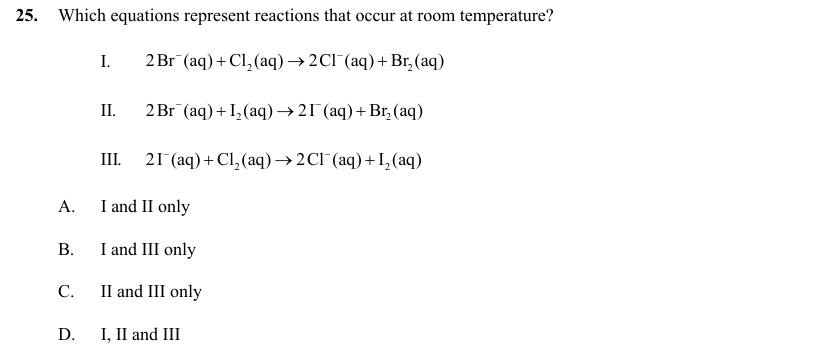 25. Which equations represent reactions that occur at room temperature?
I. 2Br⁻(aq) + Cl₂(aq) → 2Cl⁻(aq) + Br₂(aq)
II. 2Br⁻(aq) + I₂(aq) → 2I⁻(aq) + Br₂(aq)
III. 2I⁻(aq) + Cl₂(aq) → 2Cl⁻(aq) + I₂(aq)
A. I and II only
B. I and III only
C. II and III only
D. I, II and III